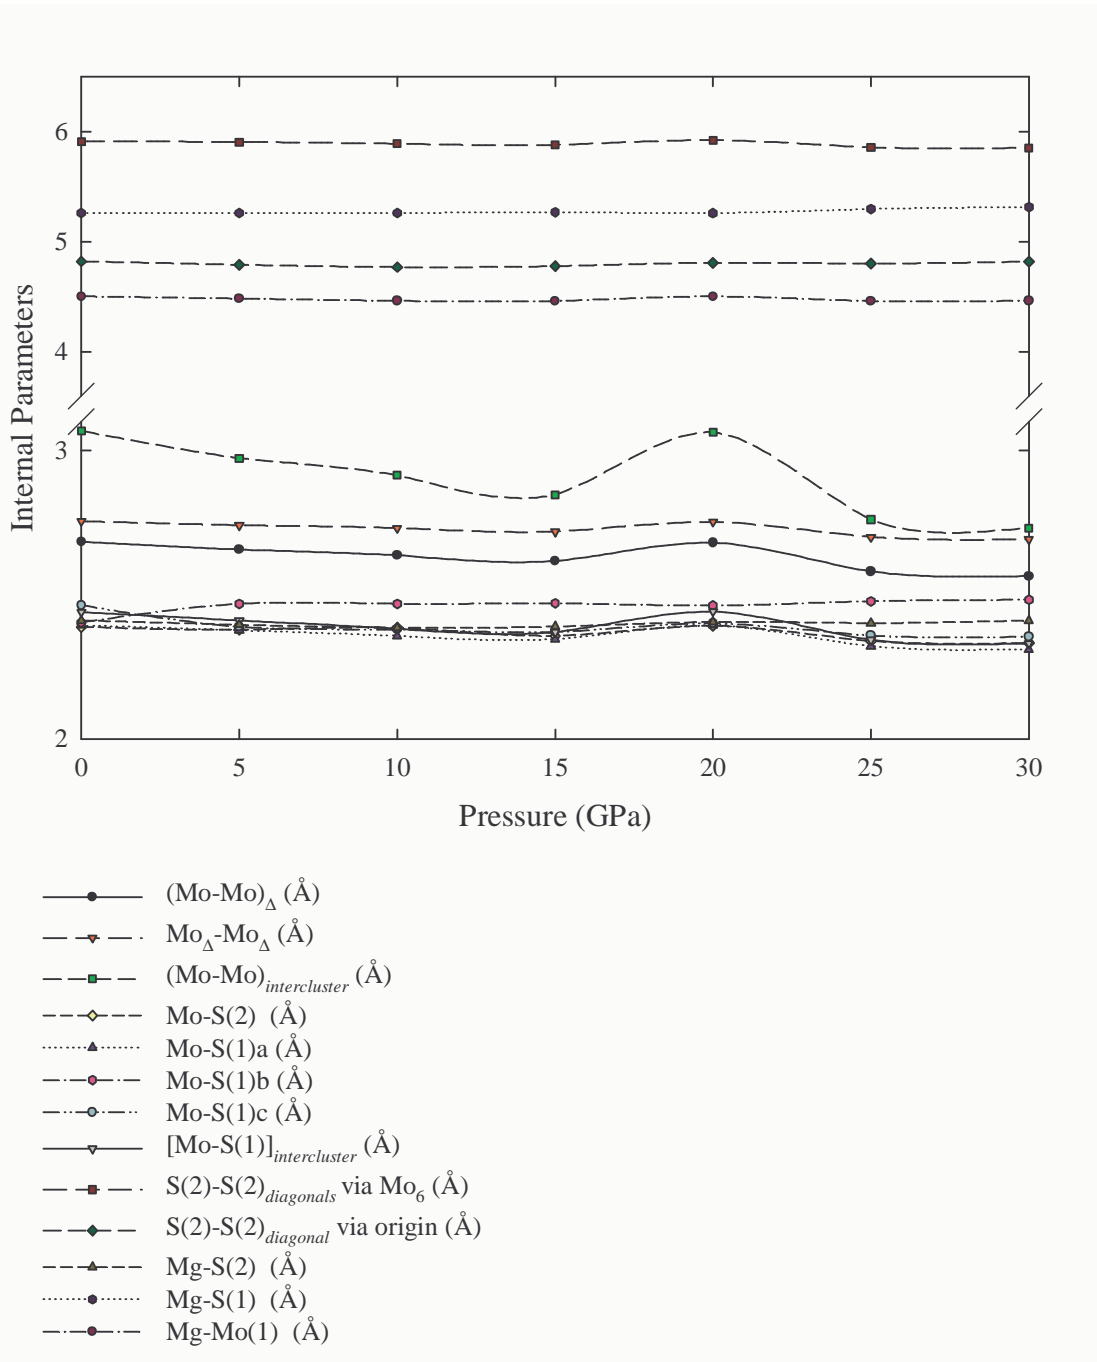 6
5
4
3
2
Internal Parameters
0 5 10 15 20 25 30
Pressure (GPa)
(Mo-Mo)Δ (Å)
MoΔ-MoΔ (Å)
(Mo-Mo)intercluster (Å)
Mo-S(2) (Å)
Mo-S(1)a (Å)
Mo-S(1)b (Å)
Mo-S(1)c (Å)
[Mo-S(1)]intercluster (Å)
S(2)-S(2)diagonals via Mo6 (Å)
S(2)-S(2)diagonal via origin (Å)
Mg-S(2) (Å)
Mg-S(1) (Å)
Mg-Mo(1) (Å)